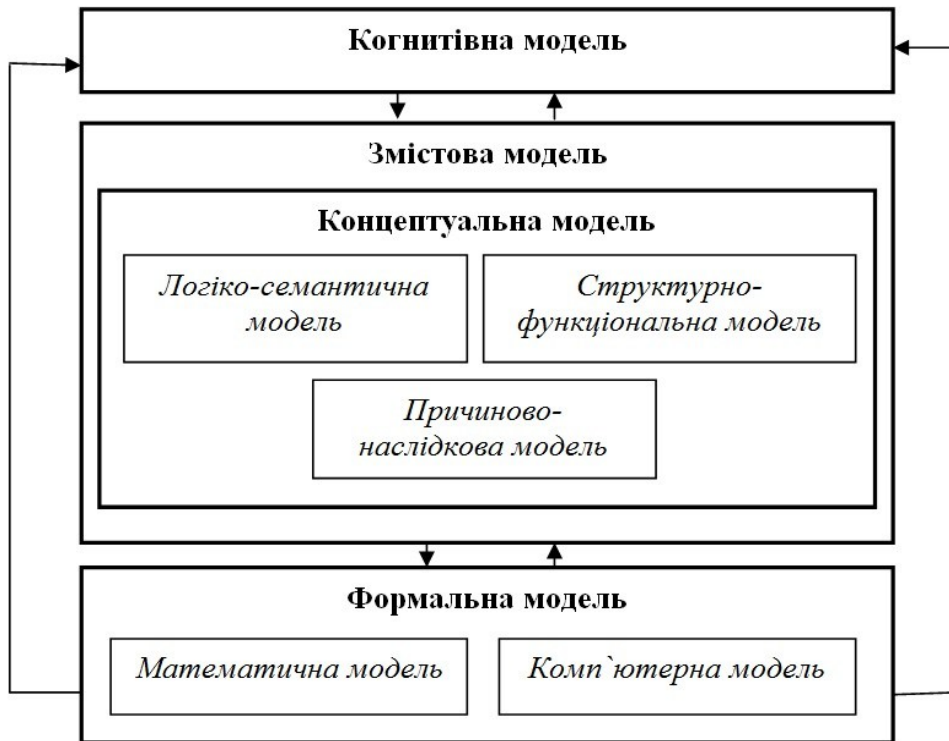 Когнитівна модель
Змістова модель
Концептуальна модель
Логіко-семантична
модель
Структурно-
функціональна модель
Причиново-
наслідкова модель
Формальна модель
Математична модель
Комп`ютерна модель